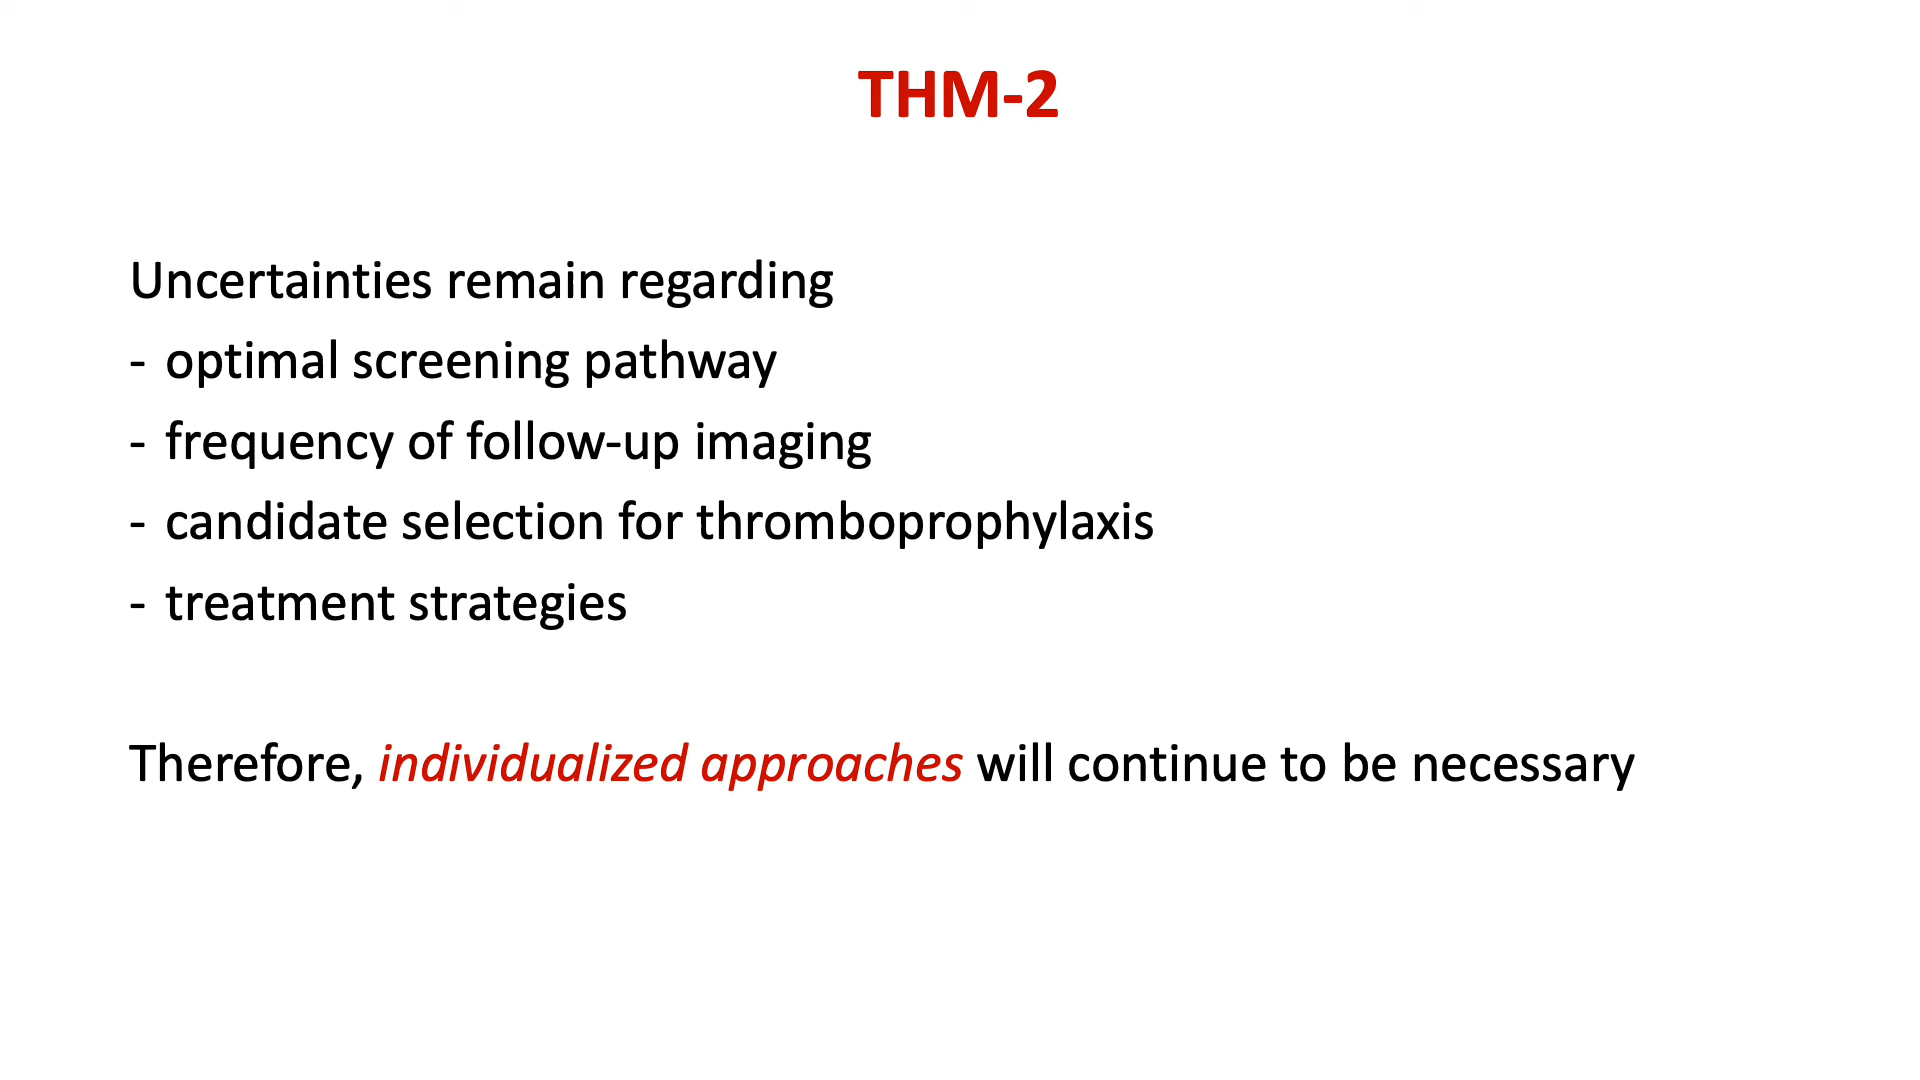 THM-2
Uncertainties remain regarding
- optimal screening pathway
- frequency of follow-up imaging
- candidate selection for thromboprophylaxis
- treatment strategies
Therefore, individualized approaches will continue to be necessary